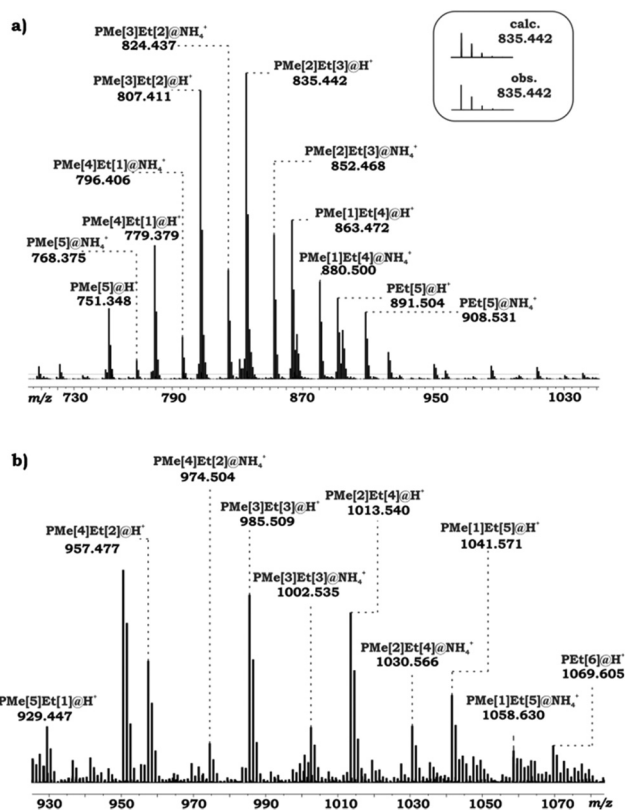 a)
PMe[3]Et[2]@NH₄⁺
824.437
PMe[3]Et[2]@H⁺
807.411
PMe[2]Et[3]@H⁺
835.442
calc.
835.442
obs.
835.442
PMe[4]Et[1]@NH₄⁺
796.406
PMe[2]Et[3]@NH₄⁺
852.468
PMe[4]Et[1]@H⁺
779.379
PMe[1]Et[4]@H⁺
863.472
PMe[5]@NH₄⁺
768.375
PMe[1]Et[4]@NH₄⁺
880.500
PMe[5]@H⁺
751.348
PEt[5]@H⁺
891.504
PEt[5]@NH₄⁺
908.531
m/z 730 790 870 950 1030
b)
PMe[4]Et[2]@NH₄⁺
974.504
PMe[2]Et[4]@H⁺
1013.540
PMe[3]Et[3]@H⁺
985.509
PMe[4]Et[2]@H⁺
957.477
PMe[1]Et[5]@H⁺
1041.571
PMe[3]Et[3]@NH₄⁺
1002.535
PMe[2]Et[4]@NH₄⁺
1030.566
PEt[6]@H⁺
1069.605
PMe[5]Et[1]@H⁺
929.447
PMe[1]Et[5]@NH₄⁺
1058.630
930 950 970 990 1010 1030 1050 1070 m/z